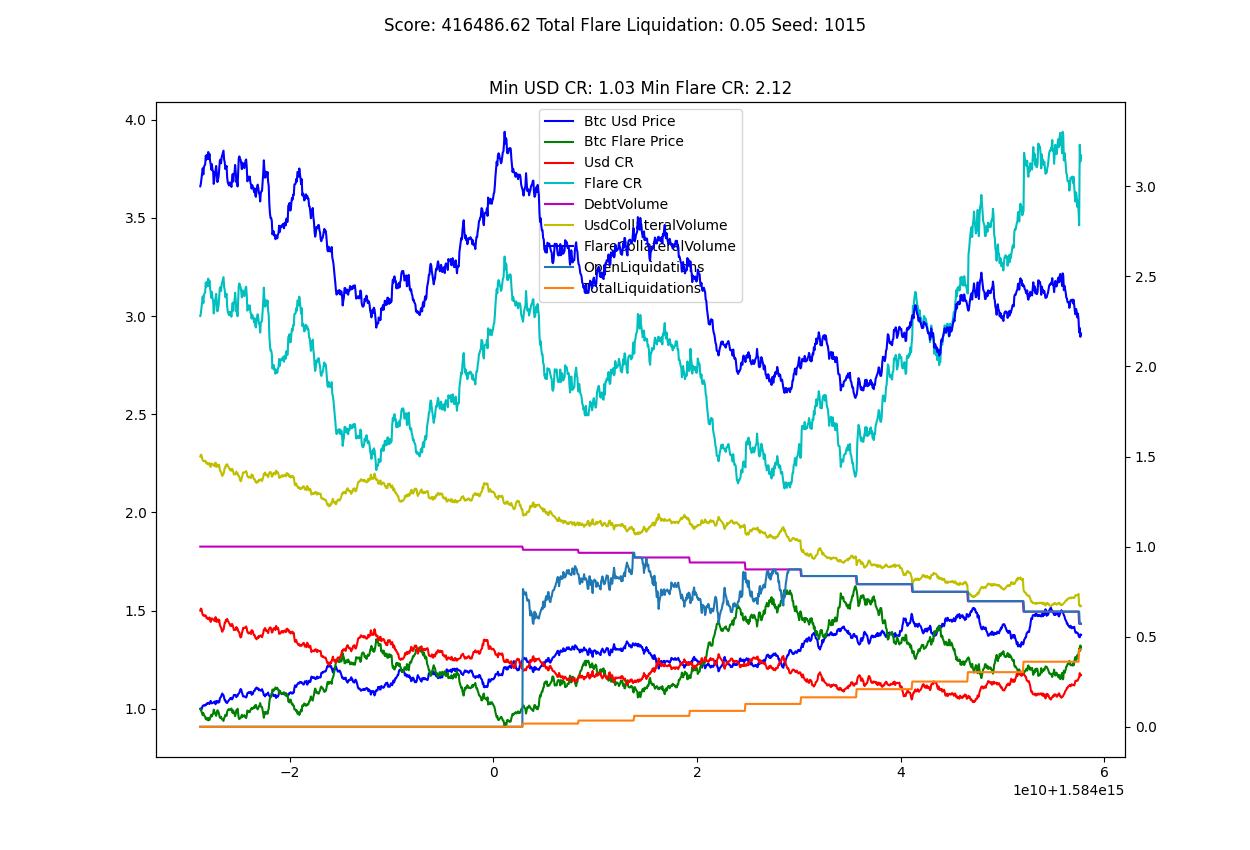 Score: 416486.62 Total Flare Liquidation: 0.05 Seed: 1015
Min USD CR: 1.03 Min Flare CR: 2.12
Btc Usd Price
Btc Flare Price
Usd CR
Flare CR
DebtVolume
UsdCollateralVolume
FlareCollateralVolume
OpenLiquidations
TotalLiquidations
4.0
3.5
3.0
2.5
2.0
1.5
1.0
3.0
2.5
2.0
1.5
1.0
0.5
0.0
−2
0
2
4
6
1e10+1.584e15